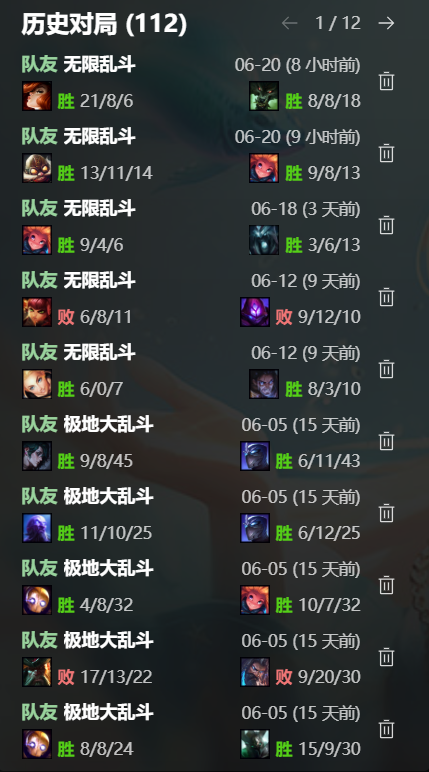 历史对局 (112) ← 1 / 12 →
队友 无限乱斗 06-20 (8 小时前)
胜 21/8/6 胜 8/8/18
队友 无限乱斗 06-20 (9 小时前)
胜 13/11/14 胜 9/8/13
队友 无限乱斗 06-18 (3 天前)
胜 9/4/6 胜 3/6/13
队友 无限乱斗 06-12 (9 天前)
败 6/8/11 败 9/12/10
队友 无限乱斗 06-12 (9 天前)
胜 6/0/7 胜 8/3/10
队友 极地大乱斗 06-05 (15 天前)
胜 9/8/45 胜 6/11/43
队友 极地大乱斗 06-05 (15 天前)
胜 11/10/25 胜 6/12/25
队友 极地大乱斗 06-05 (15 天前)
胜 4/8/32 胜 10/7/32
队友 极地大乱斗 06-05 (15 天前)
败 17/13/22 败 9/20/30
队友 极地大乱斗 06-05 (15 天前)
胜 8/8/24 胜 15/9/30